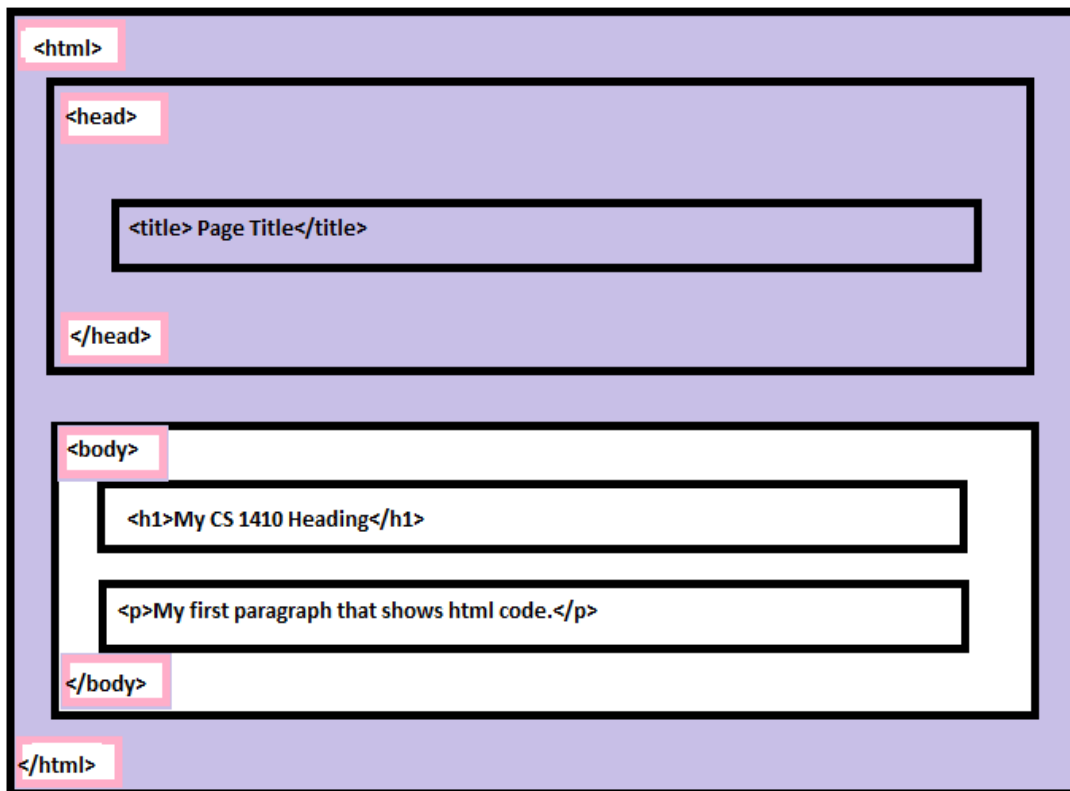 <html>
<head>
<title> Page Title</title>
</head>
<body>
<h1>My CS 1410 Heading</h1>
<p>My first paragraph that shows html code.</p>
</body>
</html>